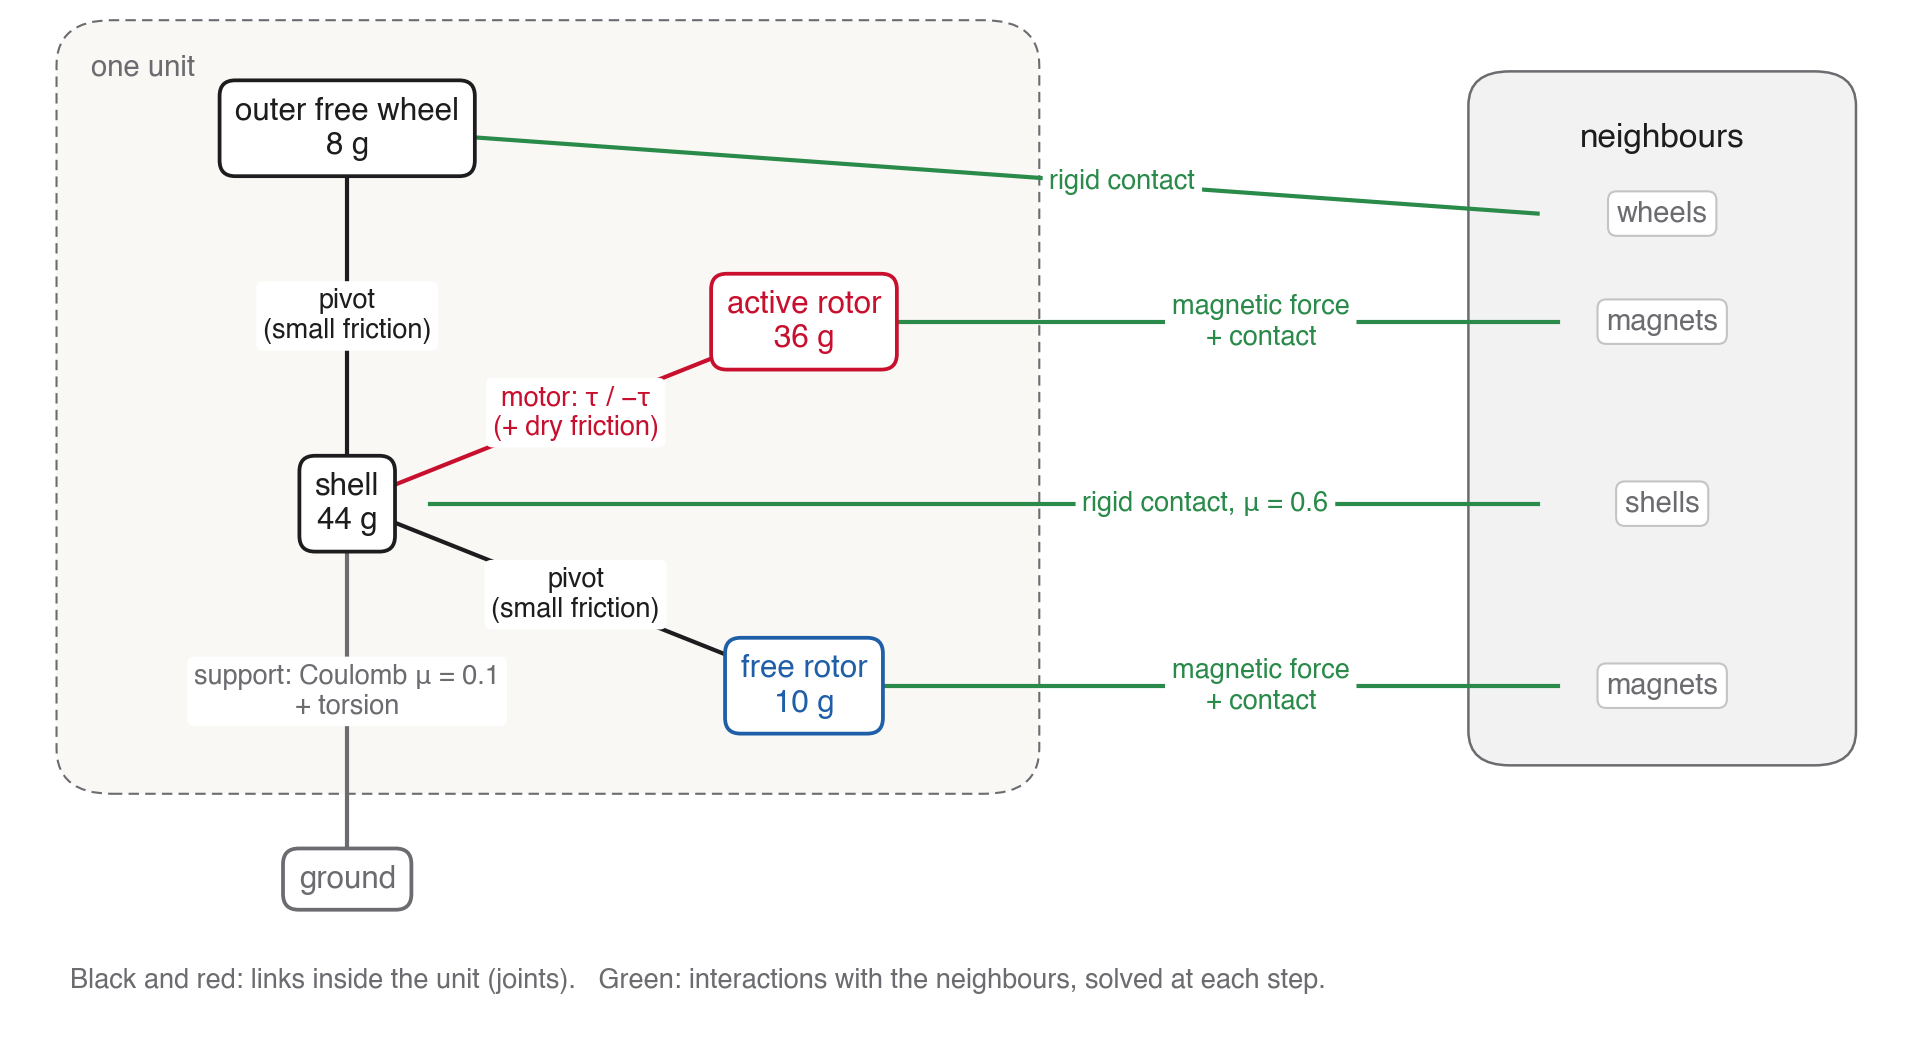 one unit
outer free wheel
8 g
neighbours
rigid contact
wheels
pivot
(small friction)
active rotor
36 g
magnetic force
+ contact
magnets
motor: τ / −τ
(+ dry friction)
shell
44 g
rigid contact, μ = 0.6
shells
pivot
(small friction)
free rotor
10 g
magnetic force
+ contact
magnets
support: Coulomb μ = 0.1
+ torsion
ground
Black and red: links inside the unit (joints).   Green: interactions with the neighbours, solved at each step.